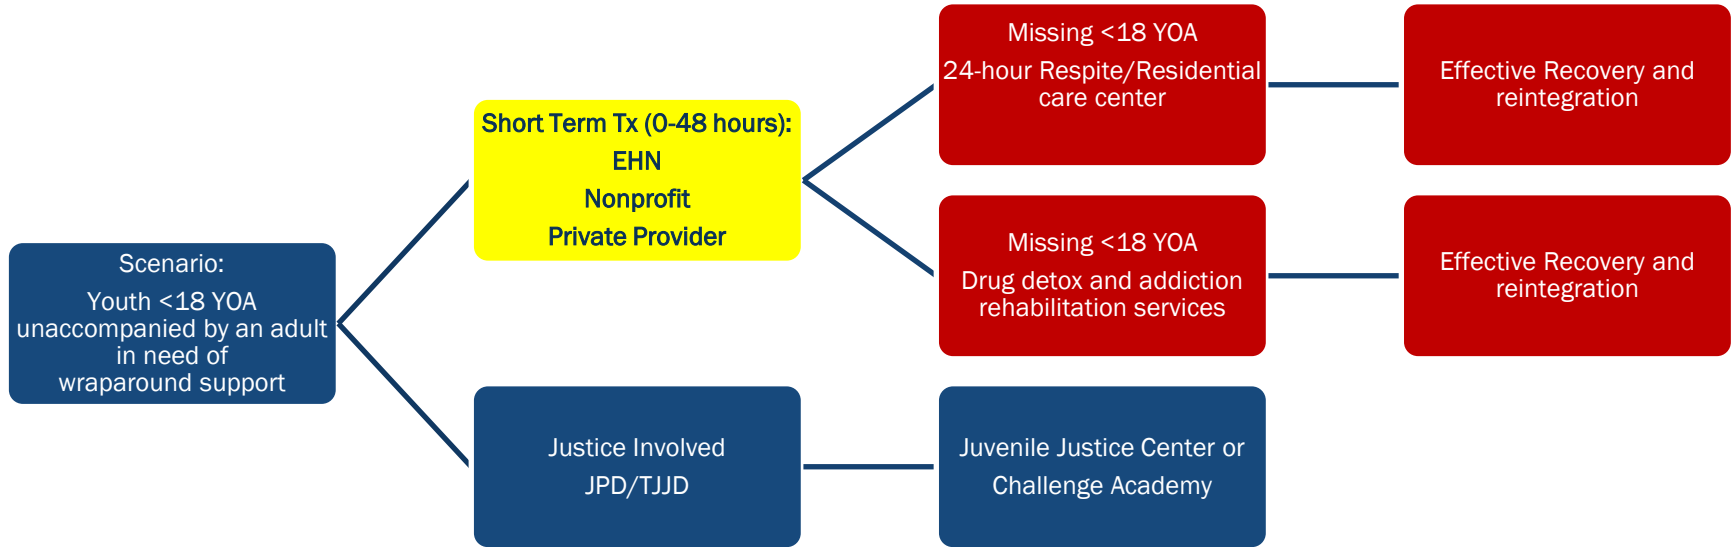 Scenario:
Youth <18 YOA
unaccompanied by an adult
in need of
wraparound support
Short Term Tx (0-48 hours):
EHN
Nonprofit
Private Provider
Missing <18 YOA
24-hour Respite/Residential
care center
Effective Recovery and
reintegration
Missing <18 YOA
Drug detox and addiction
rehabilitation services
Effective Recovery and
reintegration
Justice Involved
JPD/TJJD
Juvenile Justice Center or
Challenge Academy